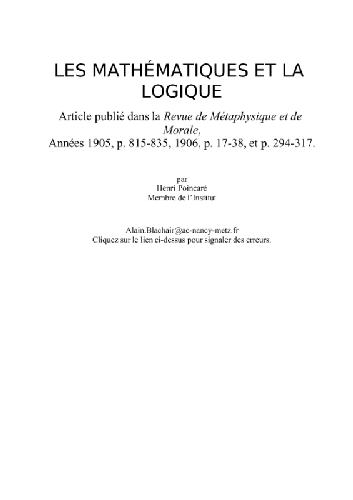 LES MATHÉMATIQUES ET LA
LOGIQUE
Article publié dans la Revue de Métaphysique et de
Morale,
Années 1905, p. 815-835, 1906, p. 17-38, et p. 294-317.
par
Henri Poincaré
Membre de l'Institut
Alain.Blachair@ac-nancy-metz.fr
Cliquez sur le lien ci-dessus pour signaler des erreurs.